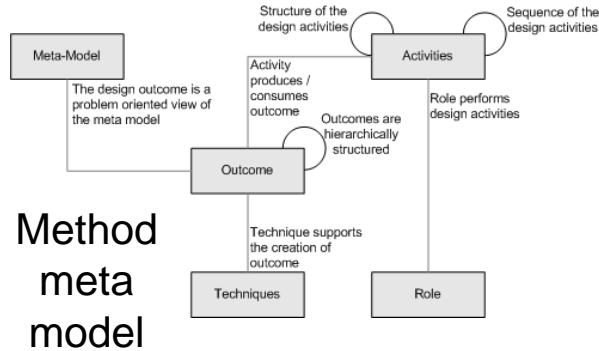 Structure of the
design activities
Sequence of the
design activities
Meta-Model
Activities
The design outcome is a
problem oriented view of
the meta model
Activity
produces /
consumes
outcome
Role performs
design activities
Outcomes are
hierarchically
structured
Outcome
Technique supports
the creation of
outcome
Techniques
Role
Method
meta
model